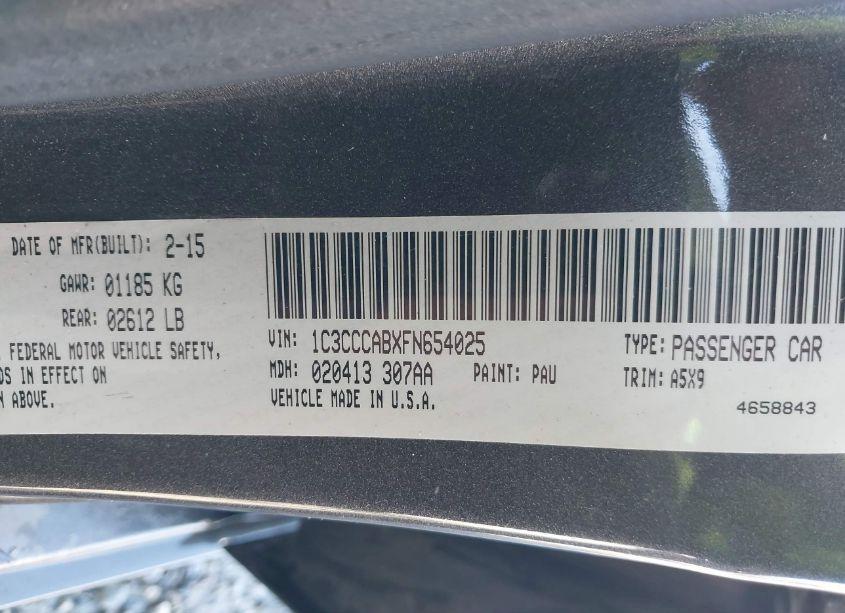 DATE OF MFR(BUILT): 2-15
GAWR: 01185 KG
REAR: 02612 LB
FEDERAL MOTOR VEHICLE SAFETY,
DS IN EFFECT ON
N ABOVE.
VIN: 1C3CCCABXFN654025
TYPE: PASSENGER CAR
MDH: 020413 307AA
PAINT: PAU
TRIM: A5X9
VEHICLE MADE IN U.S.A.
4658843